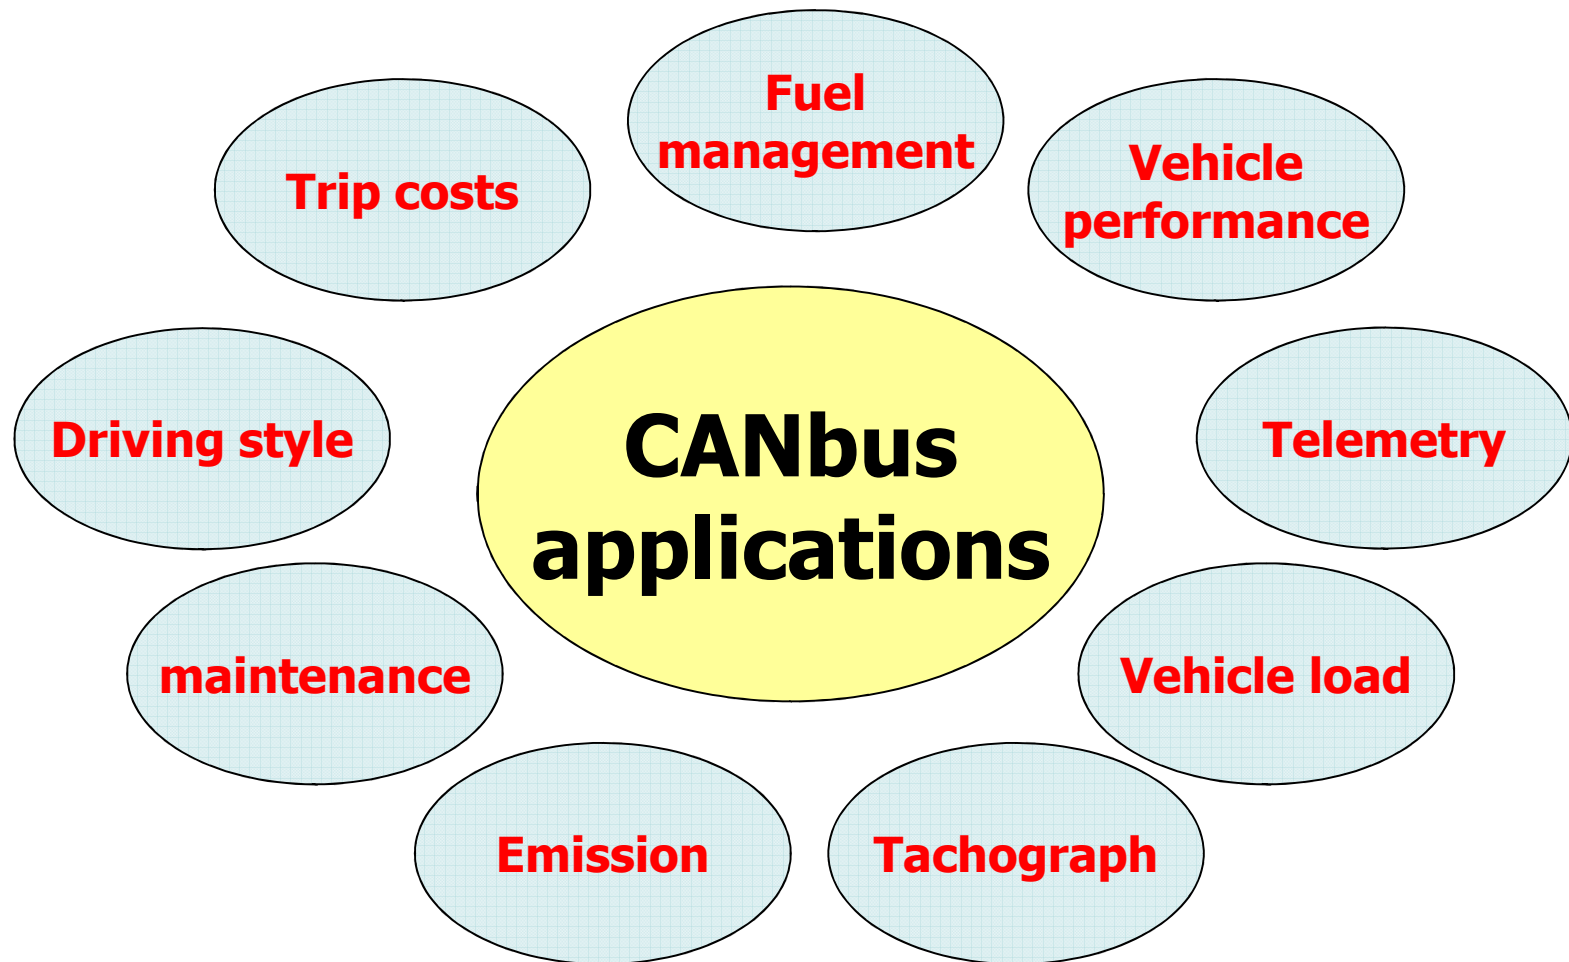 Fuel
management
Trip costs
Vehicle
performance
Driving style
CANbus
applications
Telemetry
maintenance
Vehicle load
Emission
Tachograph